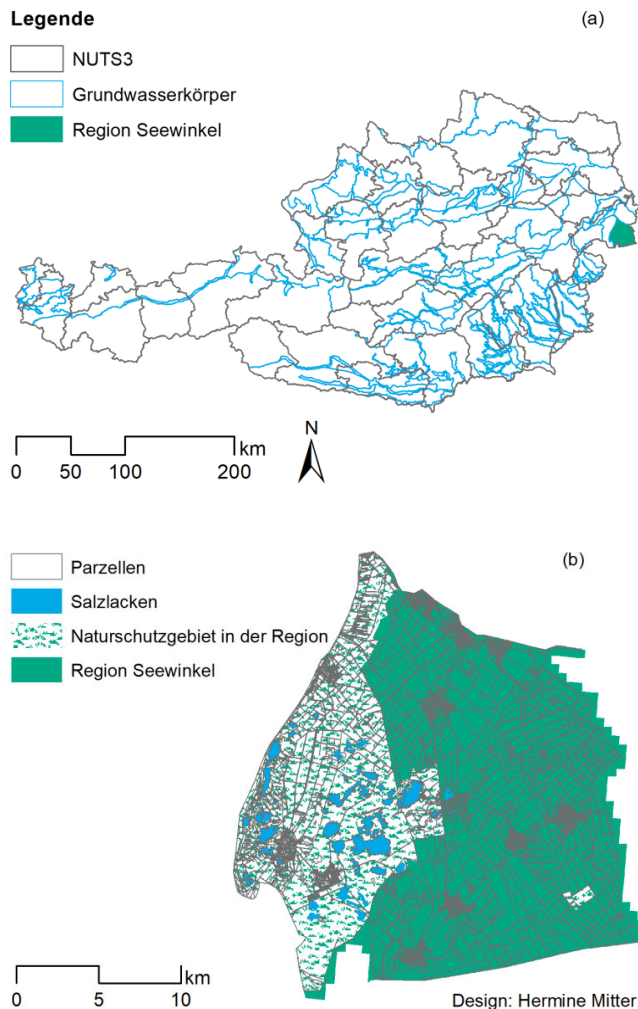 Legende
(a)
NUTS3
Grundwasserkörper
Region Seewinkel
N
km
0 50 100 200
(b)
Parzellen
Salzlacken
Naturschutzgebiet in der Region
Region Seewinkel
km
0 5 10
Design: Hermine Mitter